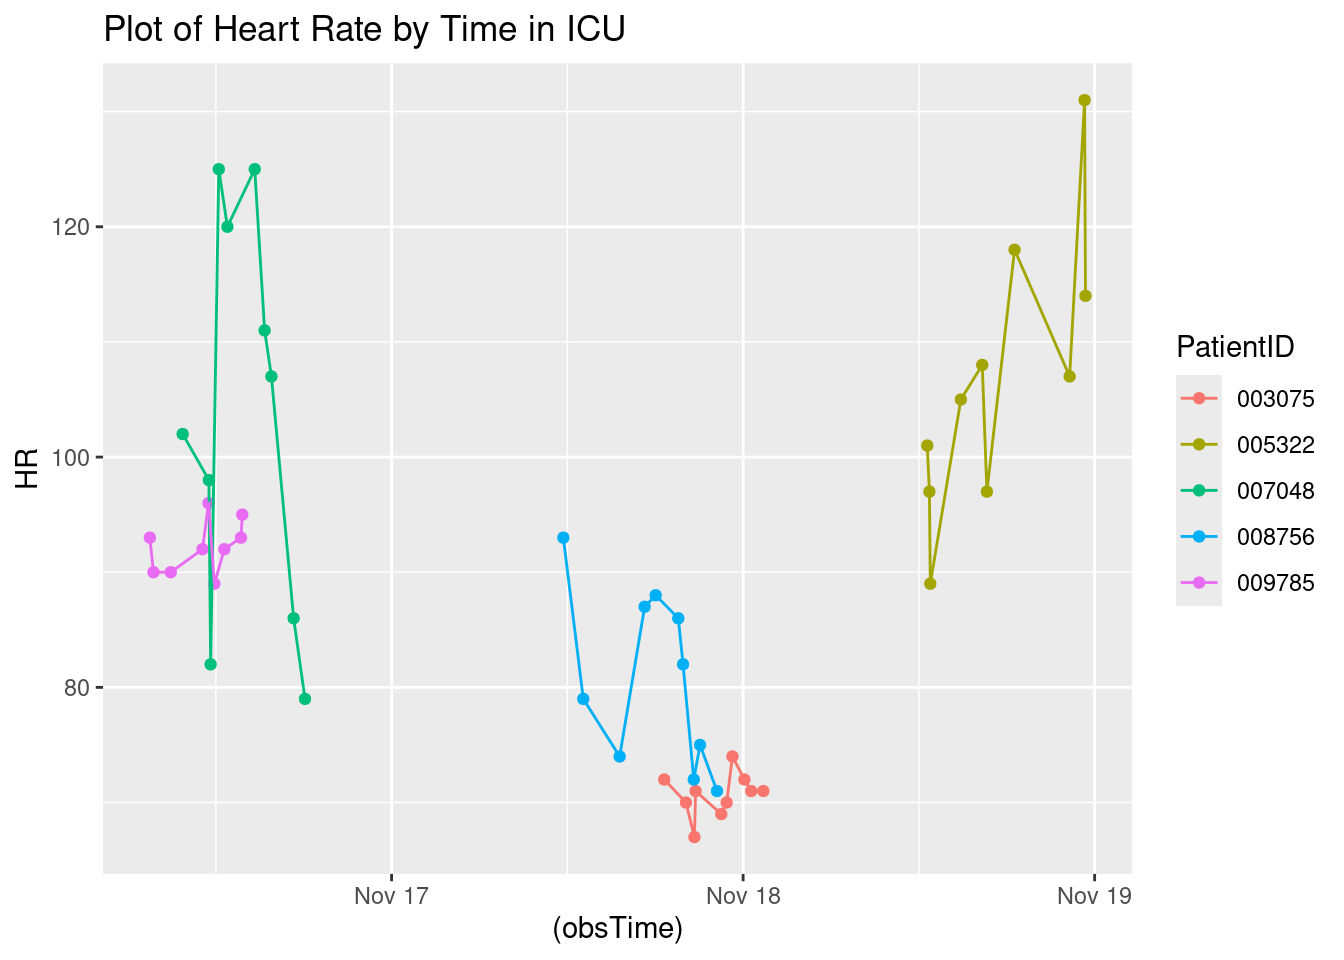 Plot of Heart Rate by Time in ICU
HR
120
100
80
Nov 17
Nov 18
Nov 19
(obsTime)
PatientID
003075
005322
007048
008756
009785